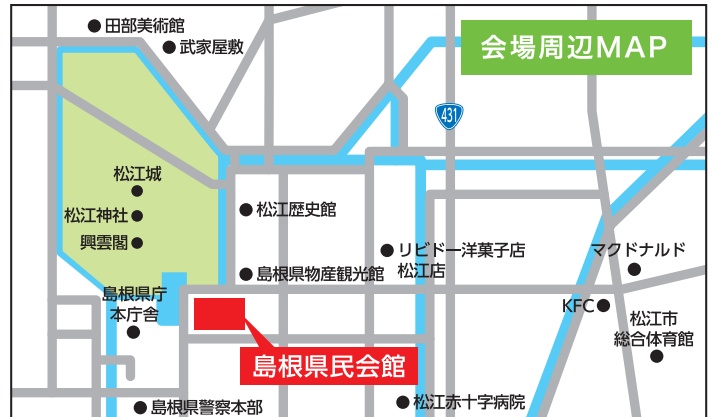 田部美術館
武家屋敷
会場周辺MAP
431
松江城
松江神社
興雲閣
松江歴史館
リビドー洋菓子店
松江店
マクドナルド
島根県物産観光館
島根県庁
本庁舎
KFC
松江市
総合体育館
島根県民会館
島根県警察本部
松江赤十字病院